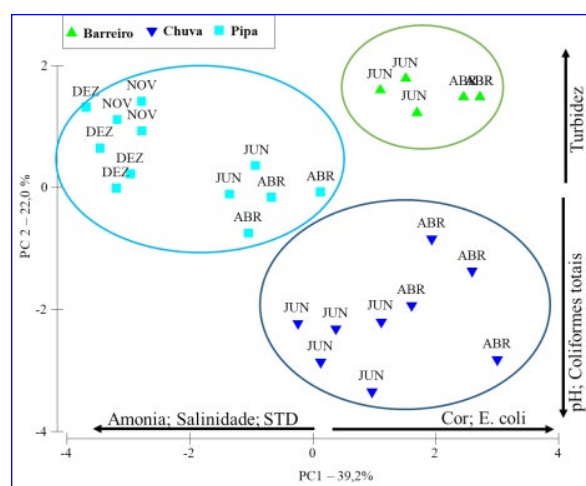 Barreiro Chuva Pipa
2
0
-2
-4
-4 -2 0 2 4
PC 2 – 22,0 %
PC1 – 39,2%
DEZ
NOV
NOV
DEZ
NOV
DEZ
DEZ
JUN
JUN
ABR
ABR
ABR
JUN
JUN
JUN
ABR
ABR
ABR
ABR
ABR
JUN
JUN
JUN
ABR
JUN
JUN
Turbidez
pH; Coliformes totais
Amonia; Salinidade; STD
Cor; E. coli